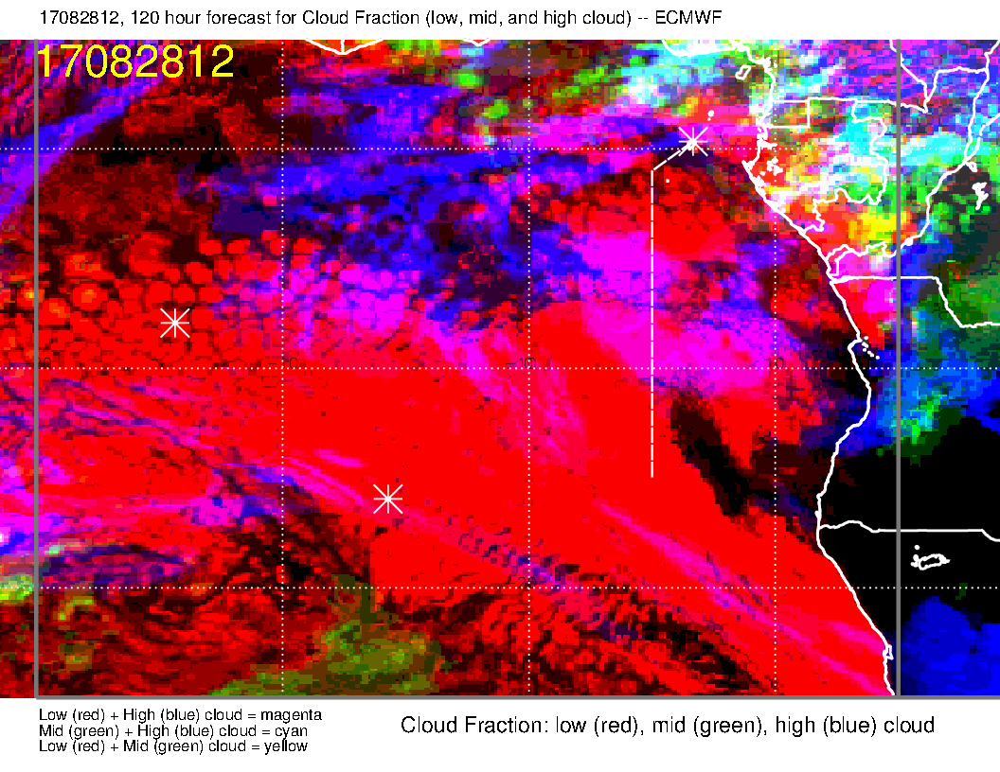 17082812, 120 hour forecast for Cloud Fraction (low, mid, and high cloud) -- ECMWF
17082812
Low (red) + High (blue) cloud = magenta
Mid (green) + High (blue) cloud = cyan
Low (red) + Mid (green) cloud = yellow
Cloud Fraction: low (red), mid (green), high (blue) cloud